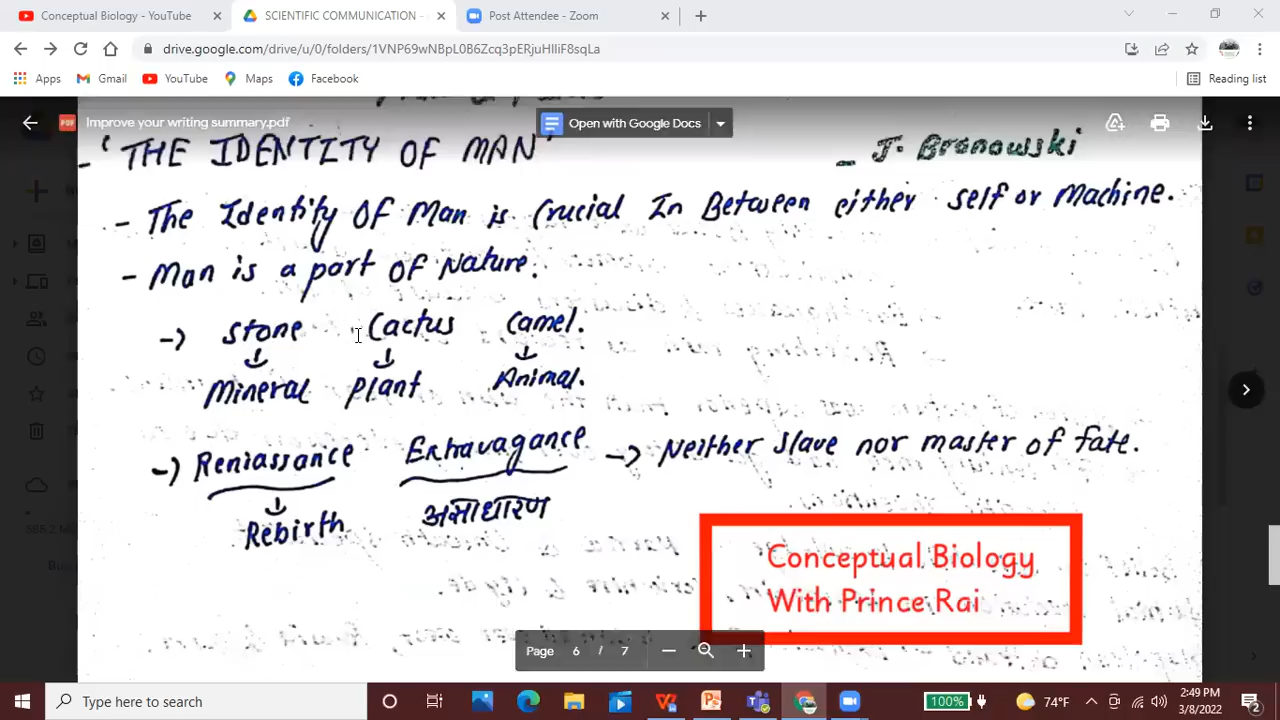 Conceptual Biology - YouTube
SCIENTIFIC COMMUNICATION -
Post Attendee - Zoom
drive.google.com/drive/u/0/folders/1VNP69wNBpL0B6Zcq3pERjuHlliF8sqLa
Apps Gmail YouTube Maps Facebook Reading list
Improve your writing summary.pdf
Open with Google Docs
- 'THE IDENTITY OF MAN' - J. Bronowski
- The Identity OF Man is Crucial In Between either self or Machine.
- Man is a part OF Nature.
→ Stone Cactus Camel.
↓ ↓ ↓
Mineral Plant Animal.
→ Reniassance Extravagance → Neither slave nor master of fate.
↓ असाधारण
Rebirth
Conceptual Biology
With Prince Rai
Page 6 / 7
Type here to search
100%
74°F
2:49 PM
3/8/2022
2